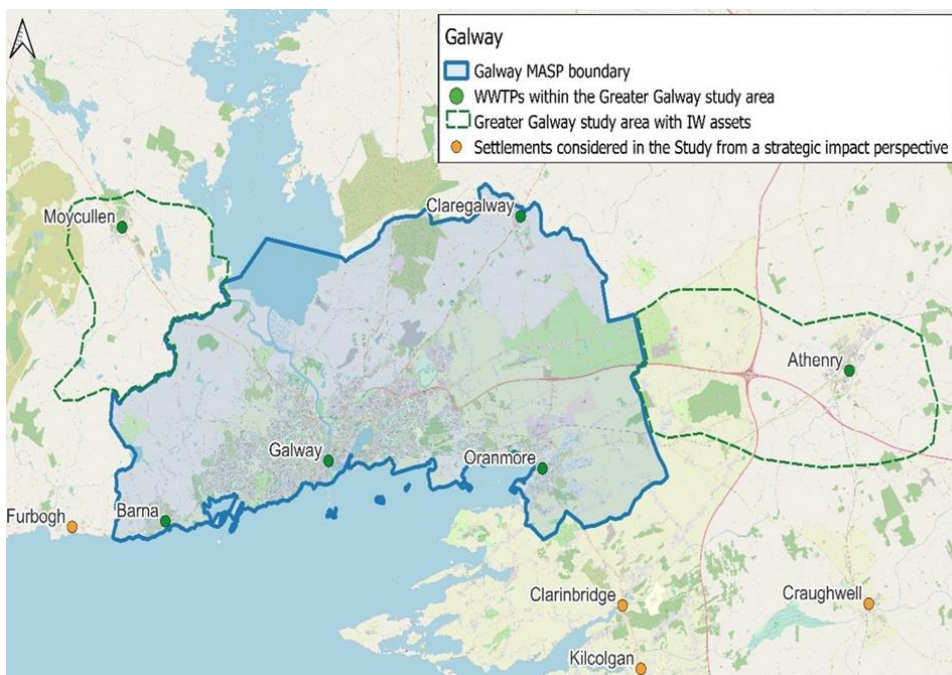 Galway
Galway MASP boundary
WWTPs within the Greater Galway study area
Greater Galway study area with IW assets
Settlements considered in the Study from a strategic impact perspective
Moycullen
Claregalway
Athenry
Galway
Oranmore
Barna
Furbogh
Clarinbridge
Craughwell
Kilcolgan